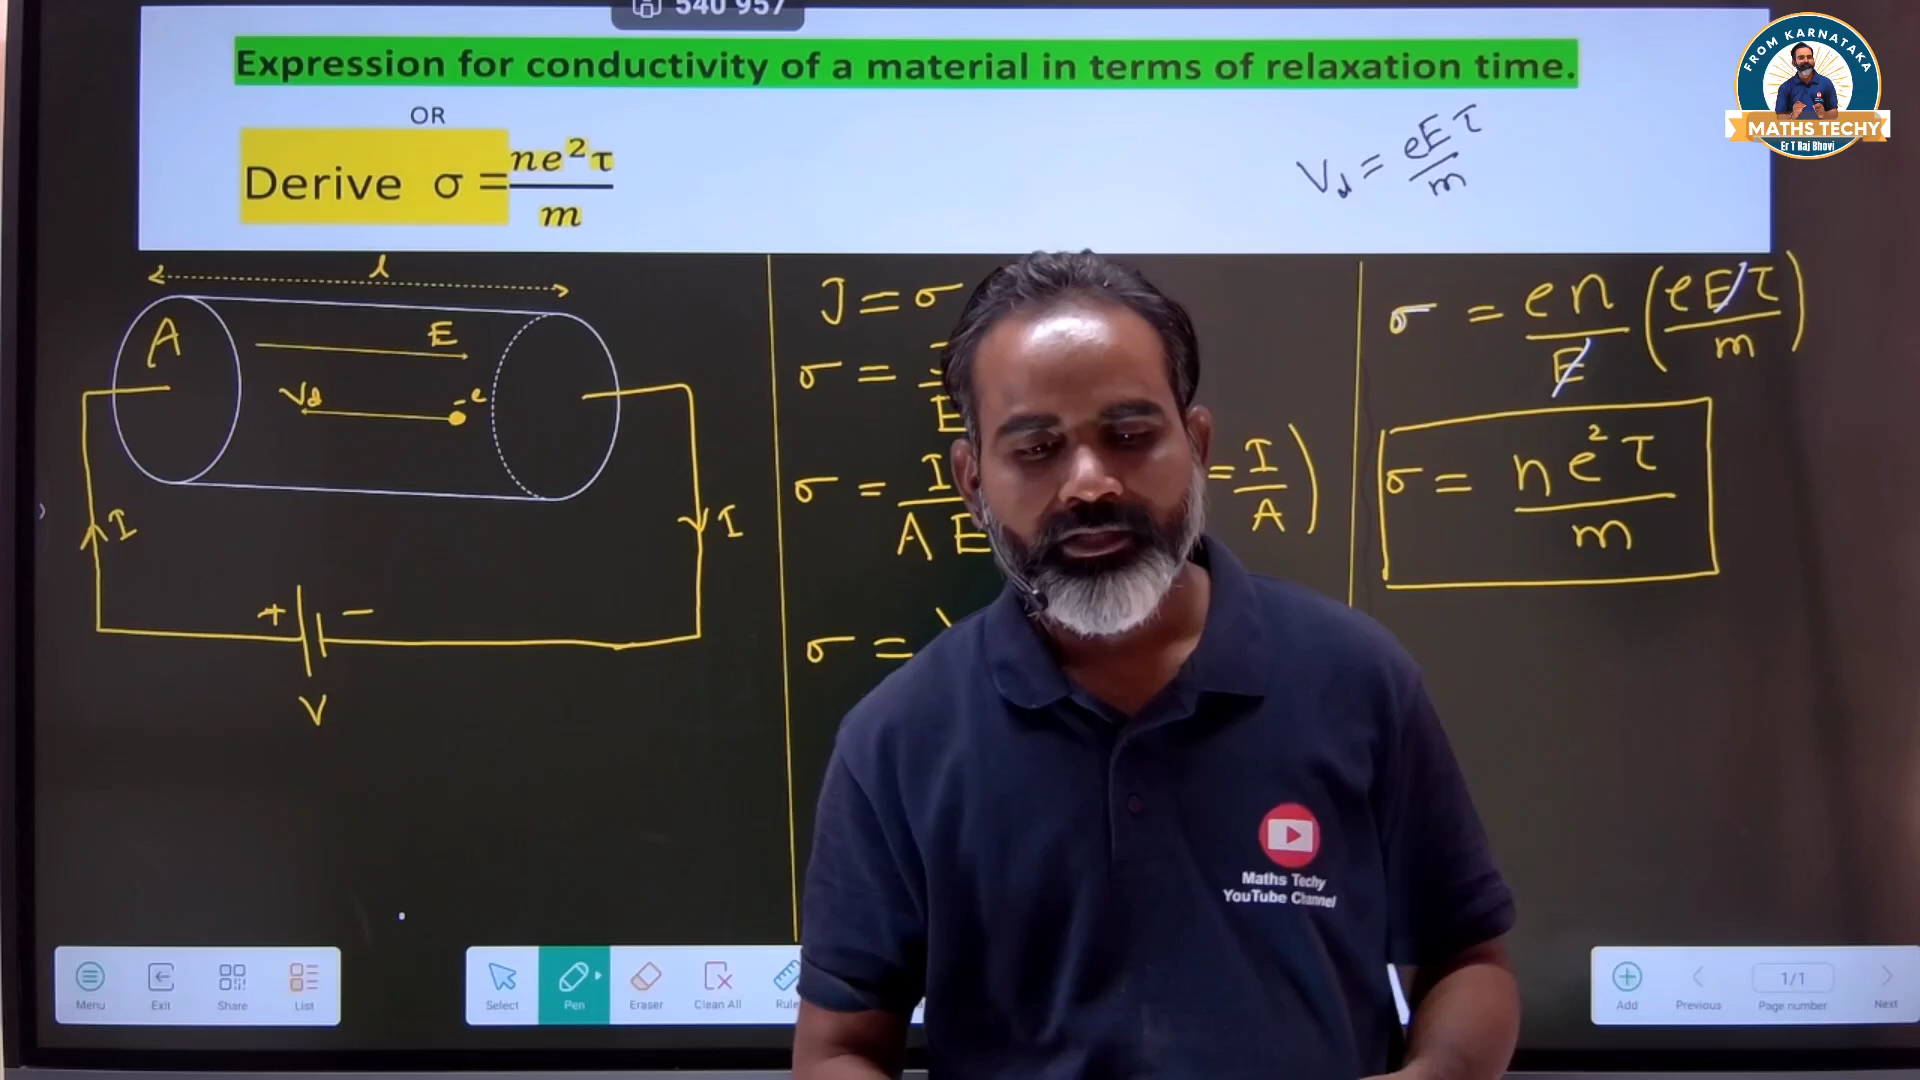 540 957
Expression for conductivity of a material in terms of relaxation time.
OR
Derive σ = ne²τ / m
V_d = eEτ / m
l
A
E
V_d
-e
I
I
+ −
V
J = σ
σ =
E
σ = I / A E
= I / A )
σ =
σ = en / E ( eEτ / m )
σ = ne²τ / m
Menu
Exit
Share
List
Select
Pen
Eraser
Clean All
Add
Previous
1/1
Page number
Next
FROM KARNATAKA
MATHS TECHY
Er T Raj Bhovi
Maths Techy
YouTube Channel